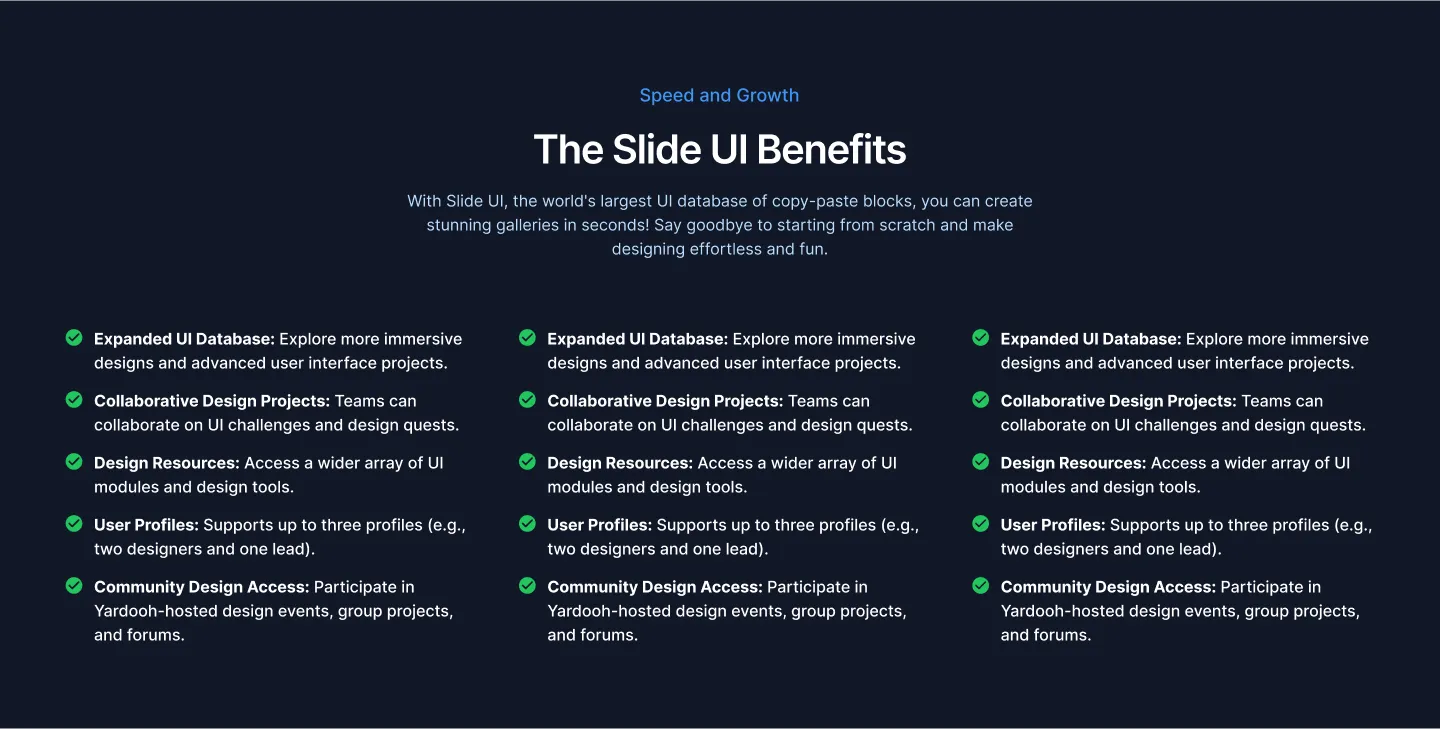 Speed and Growth
The Slide UI Benefits
With Slide UI, the world's largest UI database of copy-paste blocks, you can create
stunning galleries in seconds! Say goodbye to starting from scratch and make
designing effortless and fun.
Expanded UI Database: Explore more immersive
designs and advanced user interface projects.
Collaborative Design Projects: Teams can
collaborate on UI challenges and design quests.
Design Resources: Access a wider array of UI
modules and design tools.
User Profiles: Supports up to three profiles (e.g.,
two designers and one lead).
Community Design Access: Participate in
Yardooh-hosted design events, group projects,
and forums.
Expanded UI Database: Explore more immersive
designs and advanced user interface projects.
Collaborative Design Projects: Teams can
collaborate on UI challenges and design quests.
Design Resources: Access a wider array of UI
modules and design tools.
User Profiles: Supports up to three profiles (e.g.,
two designers and one lead).
Community Design Access: Participate in
Yardooh-hosted design events, group projects,
and forums.
Expanded UI Database: Explore more immersive
designs and advanced user interface projects.
Collaborative Design Projects: Teams can
collaborate on UI challenges and design quests.
Design Resources: Access a wider array of UI
modules and design tools.
User Profiles: Supports up to three profiles (e.g.,
two designers and one lead).
Community Design Access: Participate in
Yardooh-hosted design events, group projects,
and forums.